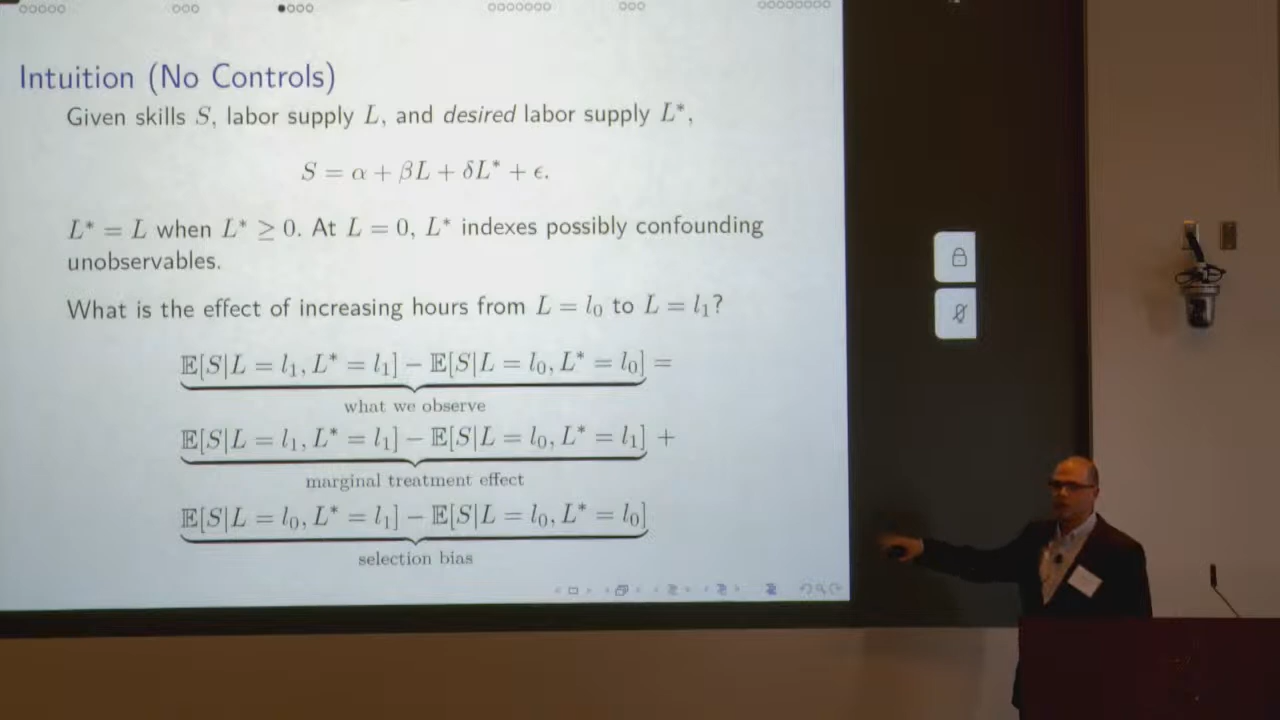 Intuition (No Controls)
Given skills S, labor supply L, and desired labor supply L*,
S = α + βL + δL* + ϵ.
L* = L when L* ≥ 0. At L = 0, L* indexes possibly confounding
unobservables.
What is the effect of increasing hours from L = l₀ to L = l₁?
𝔼[S|L = l₁, L* = l₁] − 𝔼[S|L = l₀, L* = l₀] =
what we observe
𝔼[S|L = l₁, L* = l₁] − 𝔼[S|L = l₀, L* = l₁] +
marginal treatment effect
𝔼[S|L = l₀, L* = l₁] − 𝔼[S|L = l₀, L* = l₀]
selection bias